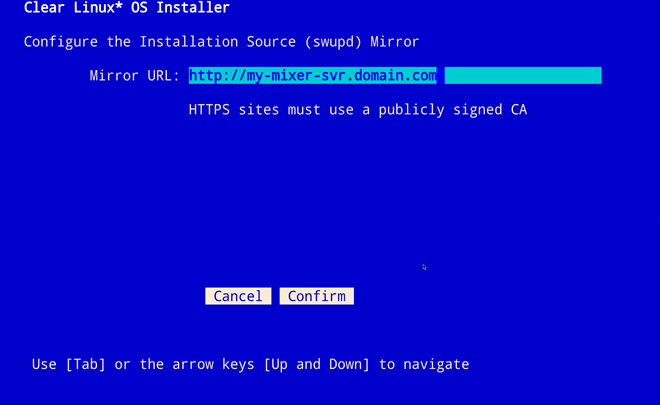 Clear Linux* OS Installer
Configure the Installation Source (swupd) Mirror
Mirror URL: http://my-mixer-svr.domain.com
HTTPS sites must use a publicly signed CA
Cancel Confirm
Use [Tab] or the arrow keys [Up and Down] to navigate